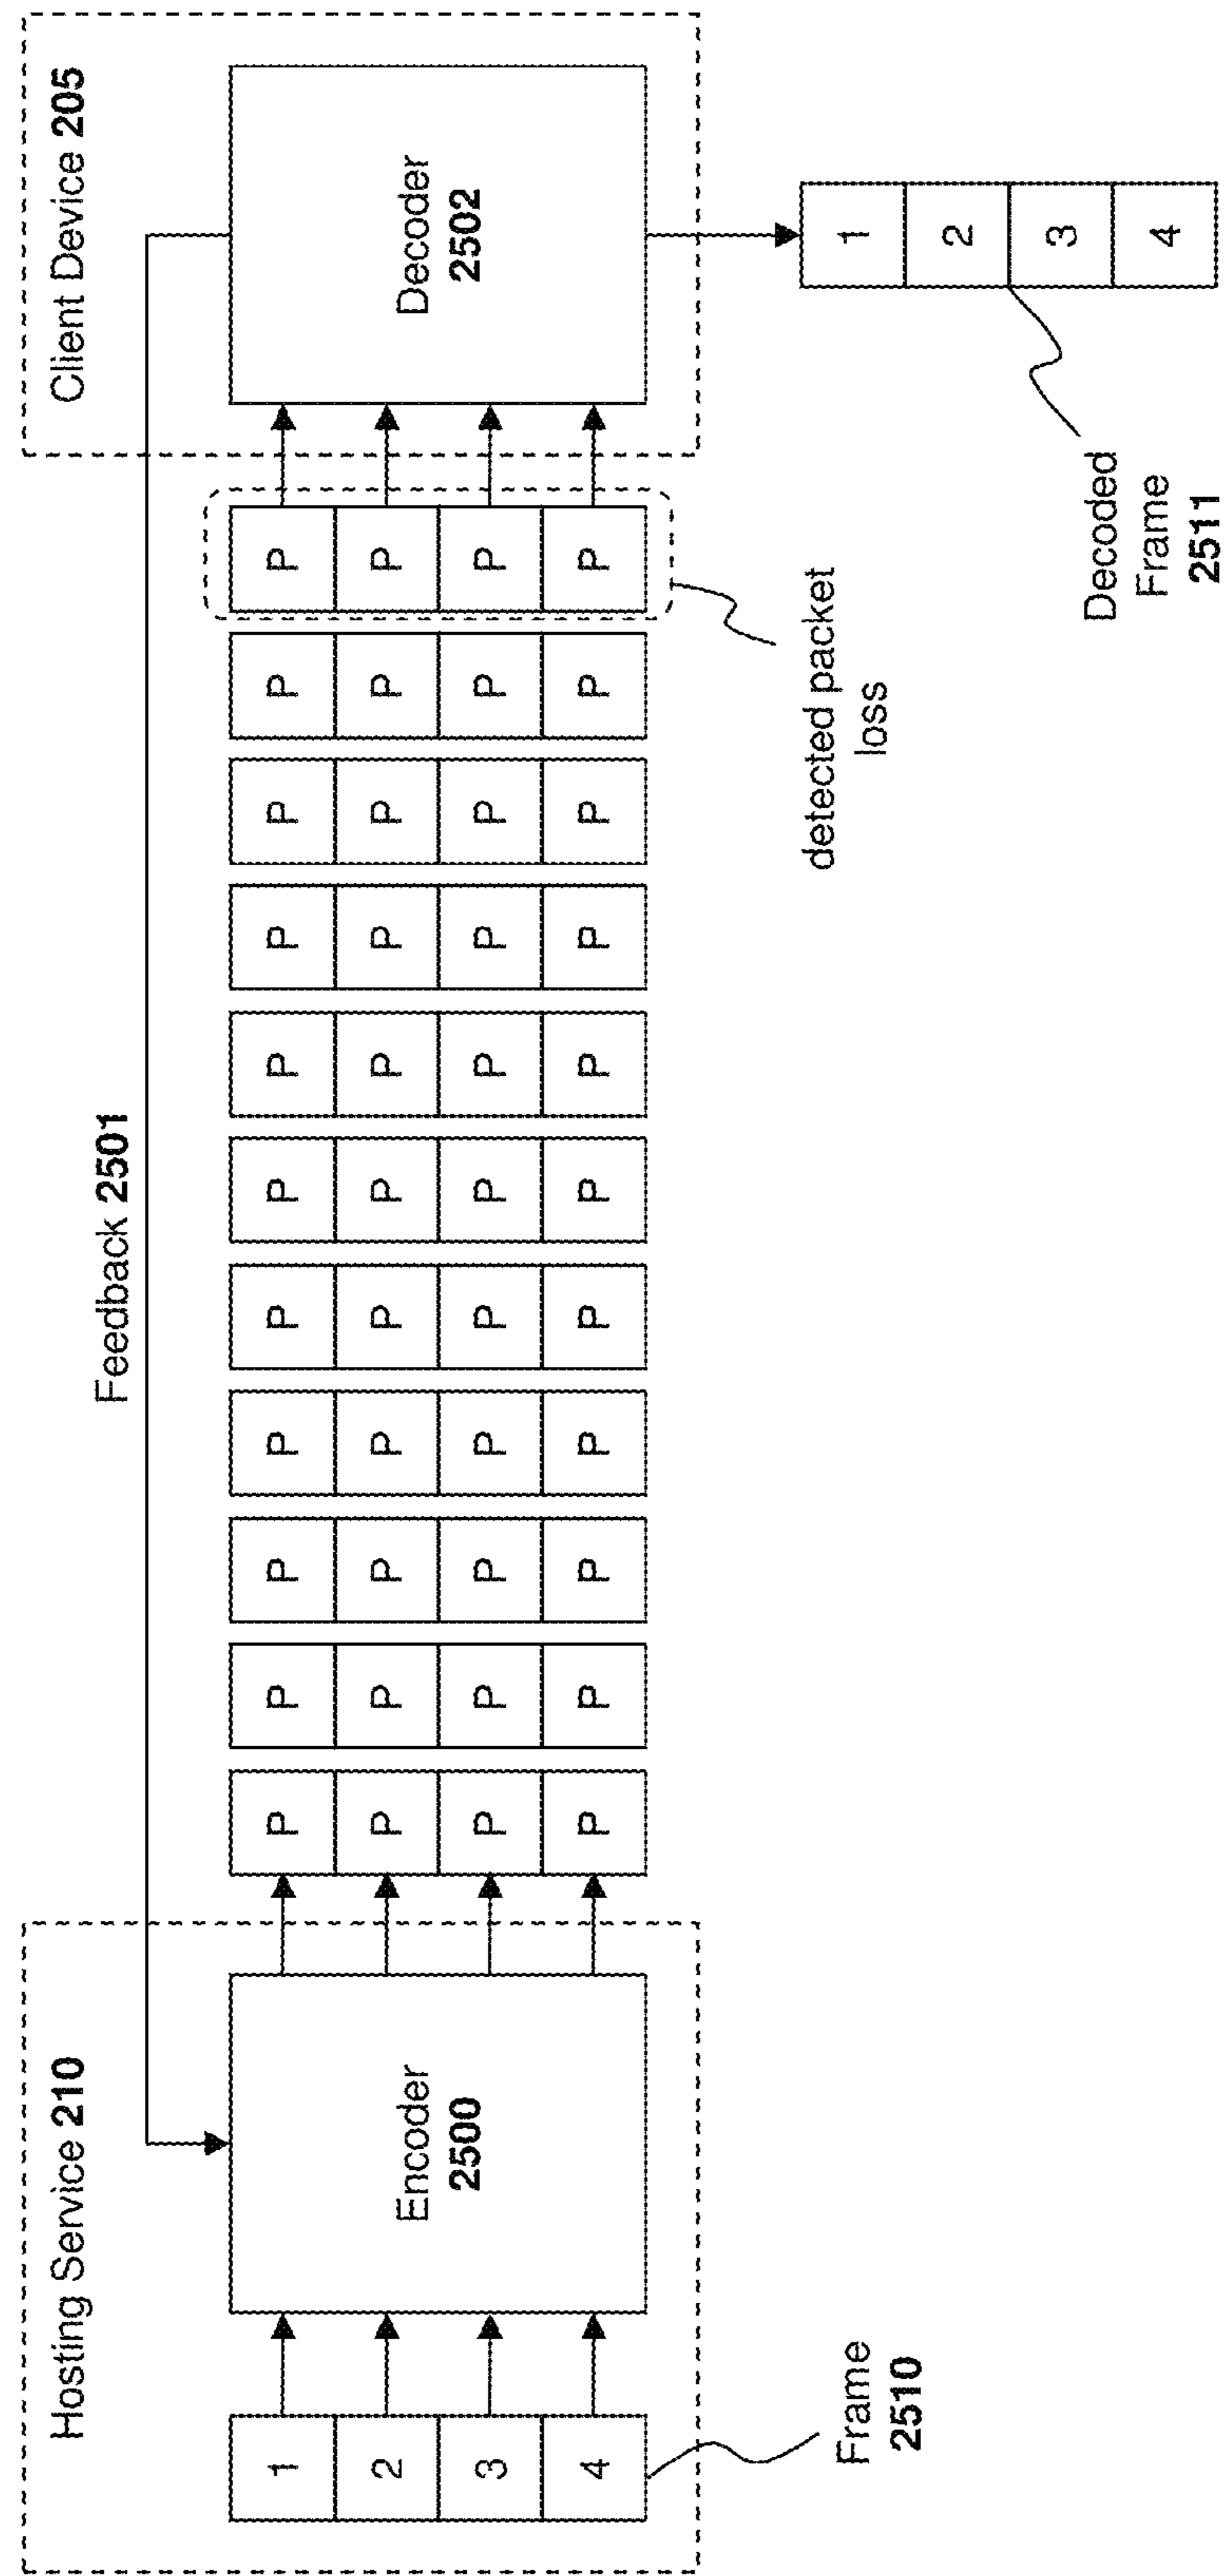 Hosting Service 210
Feedback 2501
Client Device 205
1
2
3
4
Encoder
2500
P P P P P P P P P P P
P P P P P P P P P P P
P P P P P P P P P P P
P P P P P P P P P P P
Decoder
2502
Frame
2510
detected packet
loss
1
2
3
4
Decoded
Frame
2511